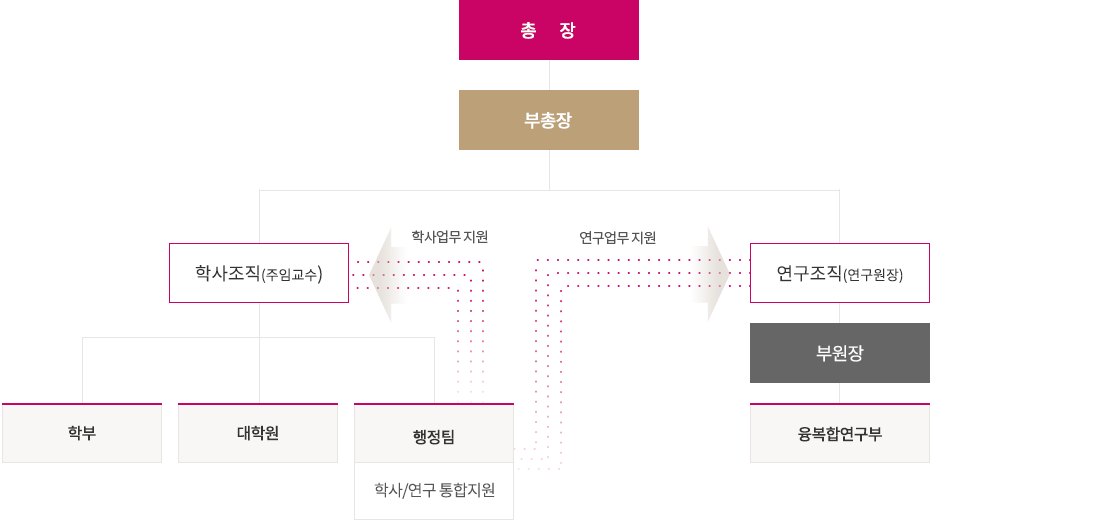 총 장
부총장
학사업무 지원
연구업무 지원
학사조직(주임교수)
연구조직(연구원장)
부원장
학부
대학원
행정팀
융복합연구부
학사/연구 통합지원